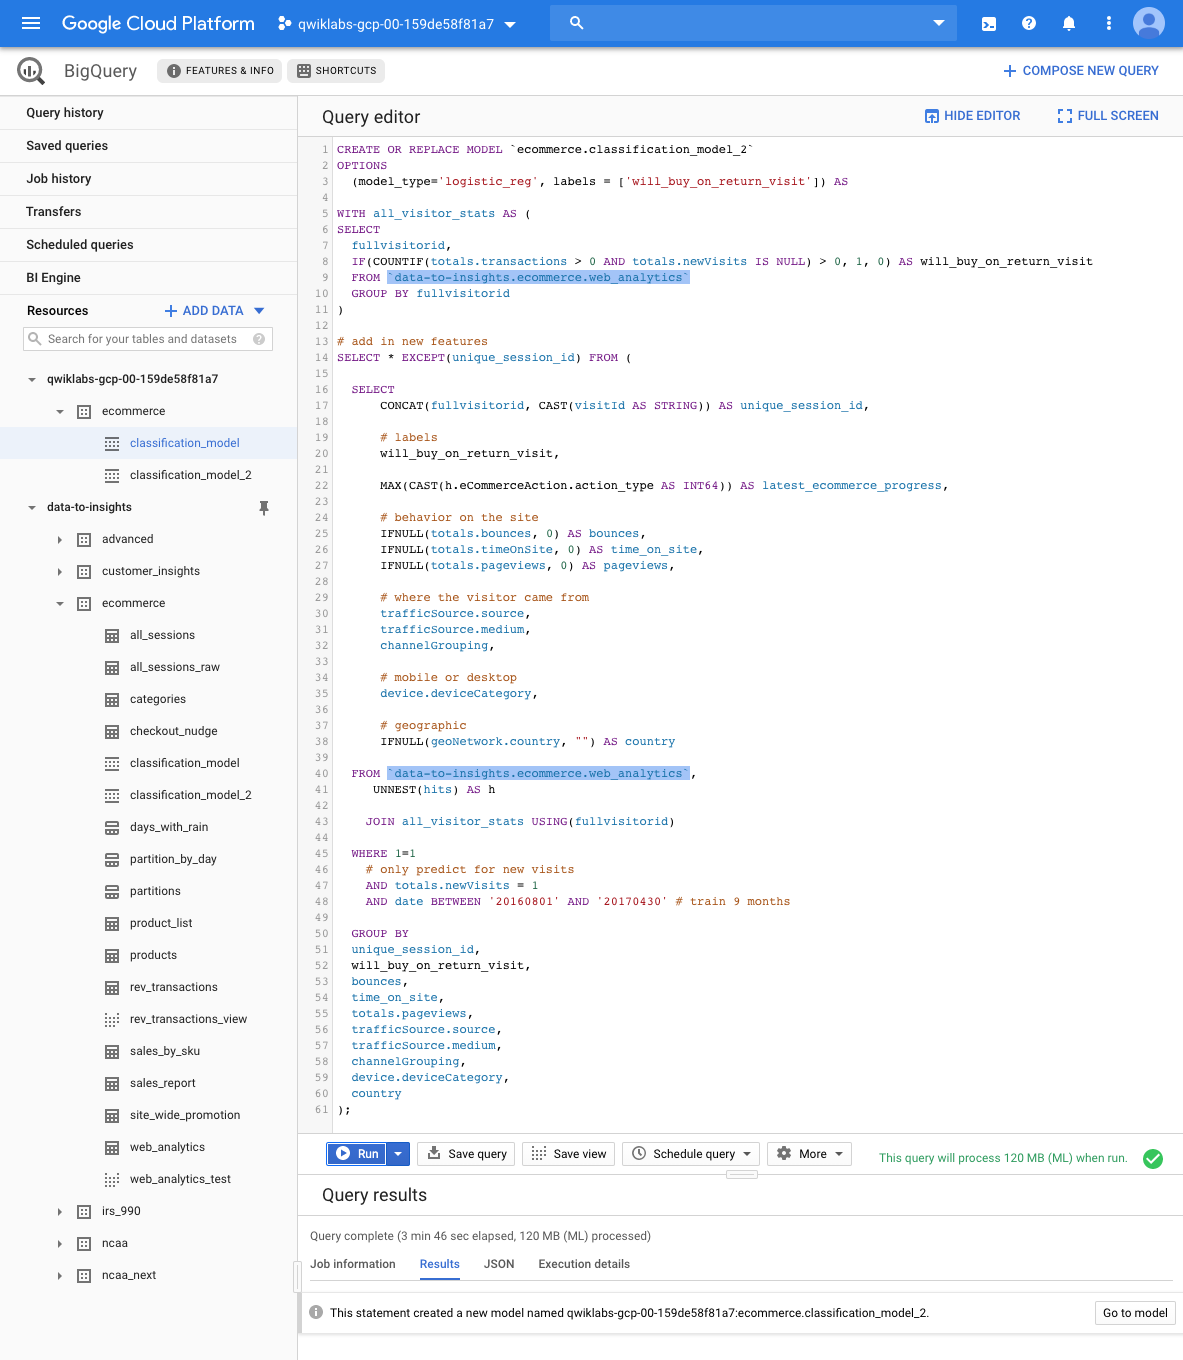 Google Cloud Platform
qwiklabs-gcp-00-159de58f81a7
BigQuery
FEATURES & INFO
SHORTCUTS
COMPOSE NEW QUERY
Query history
Saved queries
Job history
Transfers
Scheduled queries
BI Engine
Resources
ADD DATA
Search for your tables and datasets
qwiklabs-gcp-00-159de58f81a7
ecommerce
classification_model
classification_model_2
data-to-insights
advanced
customer_insights
ecommerce
all_sessions
all_sessions_raw
categories
checkout_nudge
classification_model
classification_model_2
days_with_rain
partition_by_day
partitions
product_list
products
rev_transactions
rev_transactions_view
sales_by_sku
sales_report
site_wide_promotion
web_analytics
web_analytics_test
irs_990
ncaa
ncaa_next
Query editor
HIDE EDITOR
FULL SCREEN
1 CREATE OR REPLACE MODEL `ecommerce.classification_model_2`
2 OPTIONS
3 (model_type='logistic_reg', labels = ['will_buy_on_return_visit']) AS
4
5 WITH all_visitor_stats AS (
6 SELECT
7 fullvisitorid,
8 IF(COUNTIF(totals.transactions > 0 AND totals.newVisits IS NULL) > 0, 1, 0) AS will_buy_on_return_visit
9 FROM `data-to-insights.ecommerce.web_analytics`
10 GROUP BY fullvisitorid
11 )
12
13 # add in new features
14 SELECT * EXCEPT(unique_session_id) FROM (
15
16 SELECT
17 CONCAT(fullvisitorid, CAST(visitId AS STRING)) AS unique_session_id,
18
19 # labels
20 will_buy_on_return_visit,
21
22 MAX(CAST(h.eCommerceAction.action_type AS INT64)) AS latest_ecommerce_progress,
23
24 # behavior on the site
25 IFNULL(totals.bounces, 0) AS bounces,
26 IFNULL(totals.timeOnSite, 0) AS time_on_site,
27 IFNULL(totals.pageviews, 0) AS pageviews,
28
29 # where the visitor came from
30 trafficSource.source,
31 trafficSource.medium,
32 channelGrouping,
33
34 # mobile or desktop
35 device.deviceCategory,
36
37 # geographic
38 IFNULL(geoNetwork.country, "") AS country
39
40 FROM `data-to-insights.ecommerce.web_analytics`,
41 UNNEST(hits) AS h
42
43 JOIN all_visitor_stats USING(fullvisitorid)
44
45 WHERE 1=1
46 # only predict for new visits
47 AND totals.newVisits = 1
48 AND date BETWEEN '20160801' AND '20170430' # train 9 months
49
50 GROUP BY
51 unique_session_id,
52 will_buy_on_return_visit,
53 bounces,
54 time_on_site,
55 totals.pageviews,
56 trafficSource.source,
57 trafficSource.medium,
58 channelGrouping,
59 device.deviceCategory,
60 country
61 );
Run
Save query
Save view
Schedule query
More
This query will process 120 MB (ML) when run.
Query results
Query complete (3 min 46 sec elapsed, 120 MB (ML) processed)
Job information
Results
JSON
Execution details
This statement created a new model named qwiklabs-gcp-00-159de58f81a7:ecommerce.classification_model_2.
Go to model